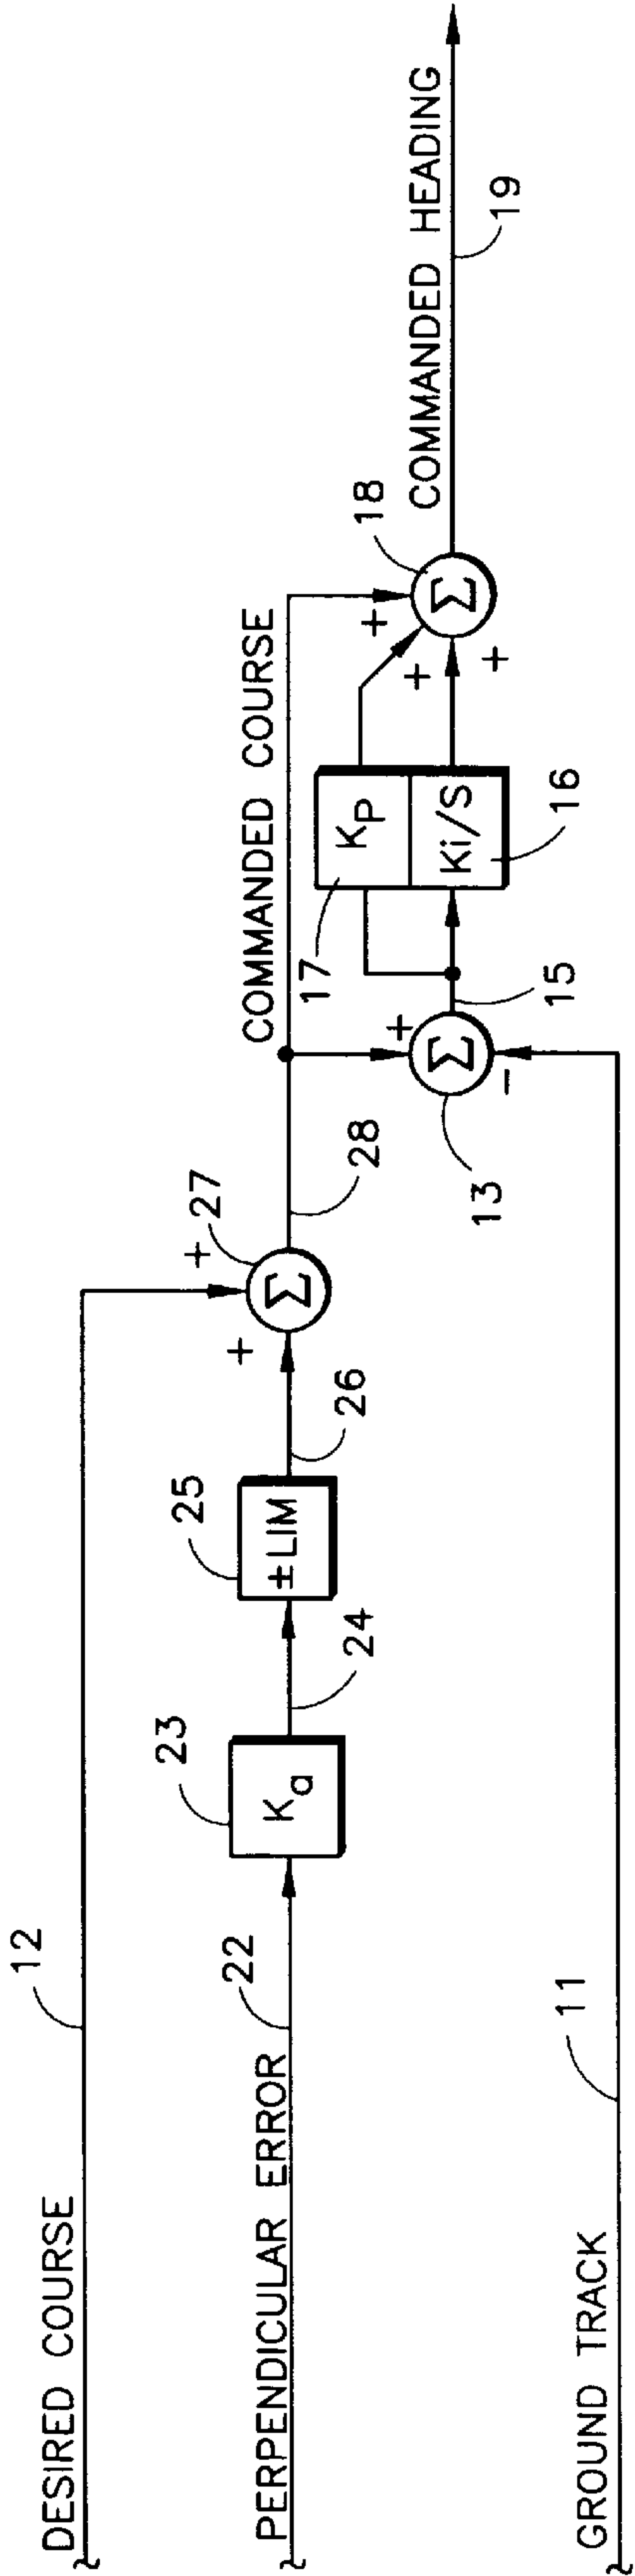 DESIRED COURSE
12
PERPENDICULAR ERROR
22
23
Ka
24
25
± LIM
26
27
+
+
Σ
28
COMMANDED COURSE
GROUND TRACK
11
13
+
-
Σ
15
17
KP
Ki/S
16
+
+
+
18
Σ
COMMANDED HEADING
19